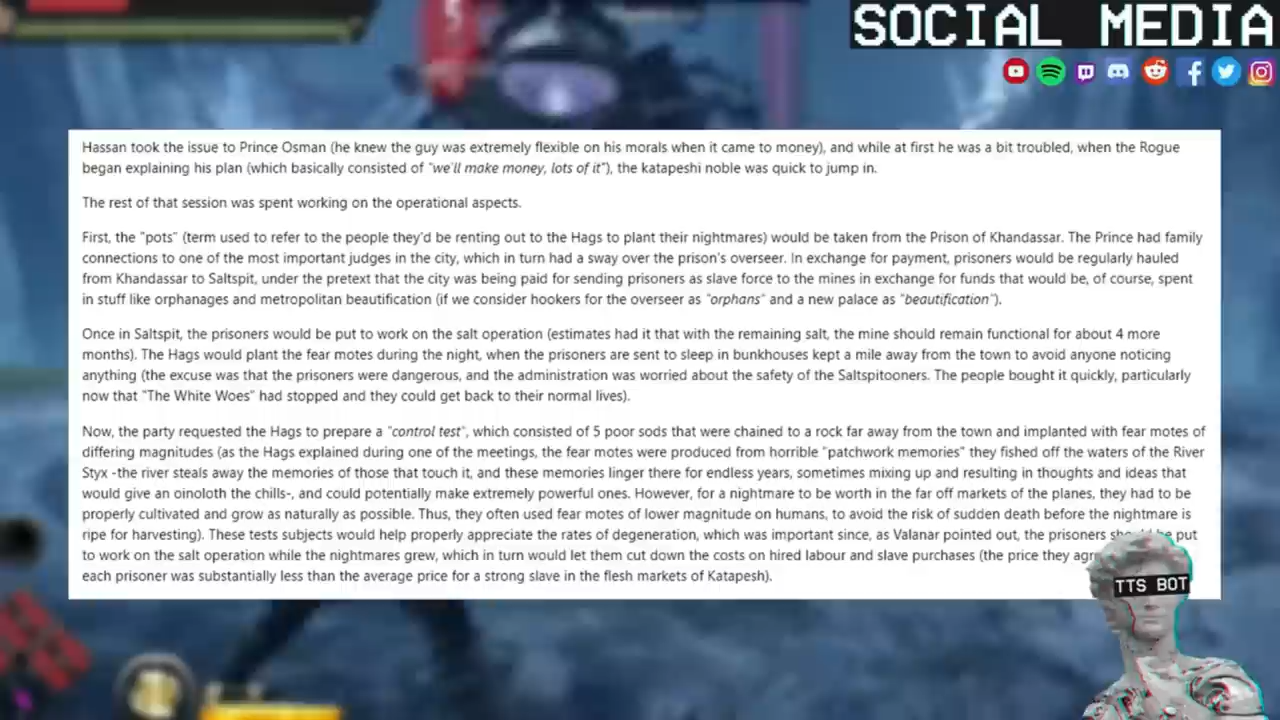 SOCIAL MEDIA
Hassan took the issue to Prince Osman (he knew the guy was extremely flexible on his morals when it came to money), and while at first he was a bit troubled, when the Rogue
began explaining his plan (which basically consisted of "we'll make money, lots of it"), the katapeshi noble was quick to jump in.
The rest of that session was spent working on the operational aspects.
First, the "pots" (term used to refer to the people they'd be renting out to the Hags to plant their nightmares) would be taken from the Prison of Khandassar. The Prince had family
connections to one of the most important judges in the city, which in turn had a sway over the prison's overseer. In exchange for payment, prisoners would be regularly hauled
from Khandassar to Saltspit, under the pretext that the city was being paid for sending prisoners as slave force to the mines in exchange for funds that would be, of course, spent
in stuff like orphanages and metropolitan beautification (if we consider hookers for the overseer as "orphans" and a new palace as "beautification").
Once in Saltspit, the prisoners would be put to work on the salt operation (estimates had it that with the remaining salt, the mine should remain functional for about 4 more
months). The Hags would plant the fear motes during the night, when the prisoners are sent to sleep in bunkhouses kept a mile away from the town to avoid anyone noticing
anything (the excuse was that the prisoners were dangerous, and the administration was worried about the safety of the Saltspitooners. The people bought it quickly, particularly
now that "The White Woes" had stopped and they could get back to their normal lives).
Now, the party requested the Hags to prepare a "control test", which consisted of 5 poor sods that were chained to a rock far away from the town and implanted with fear motes of
differing magnitudes (as the Hags explained during one of the meetings, the fear motes were produced from horrible "patchwork memories" they fished off the waters of the River
Styx -the river steals away the memories of those that touch it, and these memories linger there for endless years, sometimes mixing up and resulting in thoughts and ideas that
would give an oinoloth the chills-, and could potentially make extremely powerful ones. However, for a nightmare to be worth in the far off markets of the planes, they had to be
properly cultivated and grow as naturally as possible. Thus, they often used fear motes of lower magnitude on humans, to avoid the risk of sudden death before the nightmare is
ripe for harvesting). These tests subjects would help properly appreciate the rates of degeneration, which was important since, as Valanar pointed out, the prisoners should be put
to work on the salt operation while the nightmares grew, which in turn would let them cut down the costs on hired labour and slave purchases (the price they
each prisoner was substantially less than the average price for a strong slave in the flesh markets of Katapesh).
TTS BOT